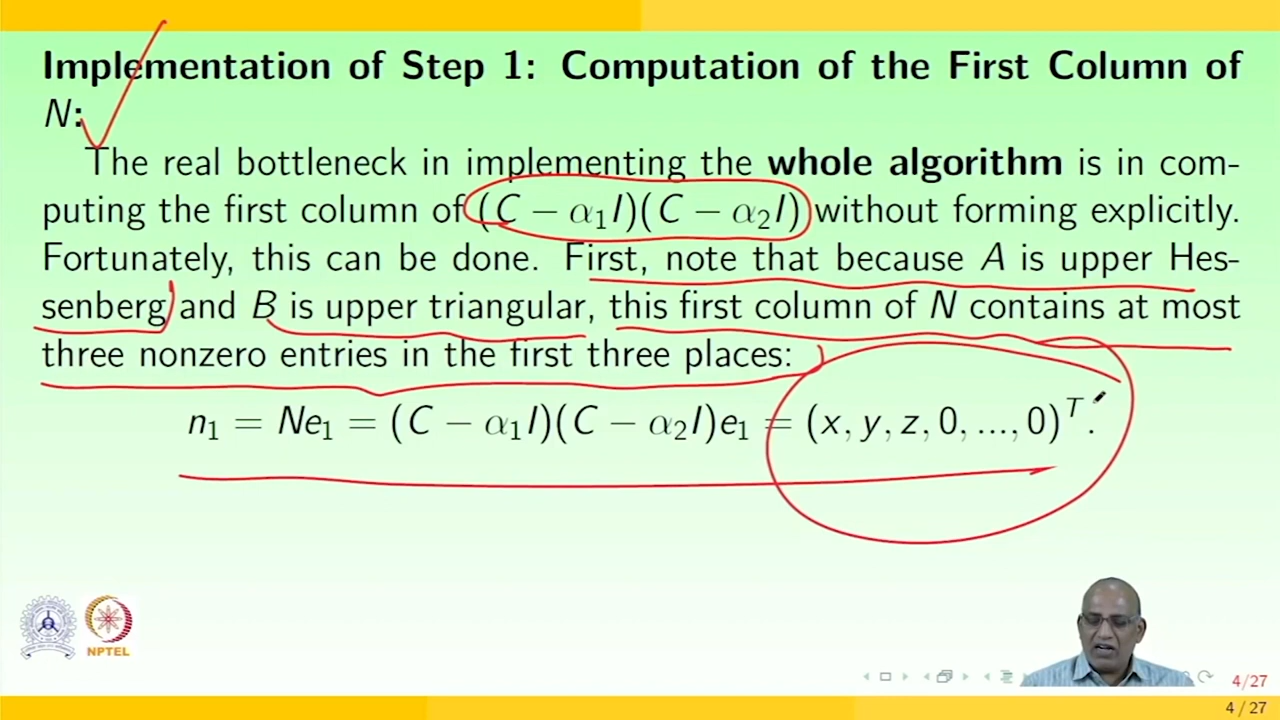 Implementation of Step 1: Computation of the First Column of
N:
The real bottleneck in implementing the whole algorithm is in com-
puting the first column of (C − α₁I)(C − α₂I) without forming explicitly.
Fortunately, this can be done. First, note that because A is upper Hes-
senberg and B is upper triangular, this first column of N contains at most
three nonzero entries in the first three places:
n₁ = Ne₁ = (C − α₁I)(C − α₂I)e₁ = (x, y, z, 0, ..., 0)ᵀ.
NPTEL
4/27
4 / 27